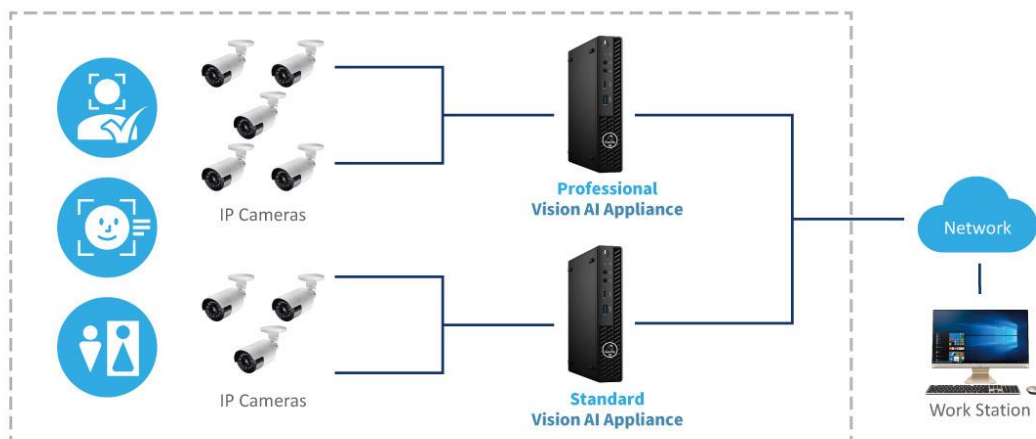 IP Cameras
Professional
Vision AI Appliance
Network
IP Cameras
Standard
Vision AI Appliance
Work Station